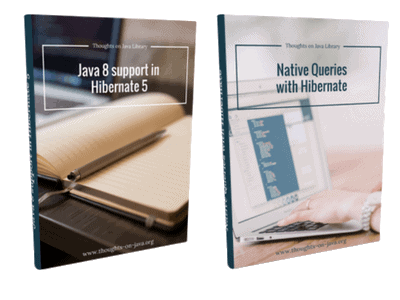 Thoughts on Java Library
Java 8 support in
Hibernate 5
www.thoughts-on-java.org
Thoughts on Java Library
Native Queries
with Hibernate
www.thoughts-on-java.org